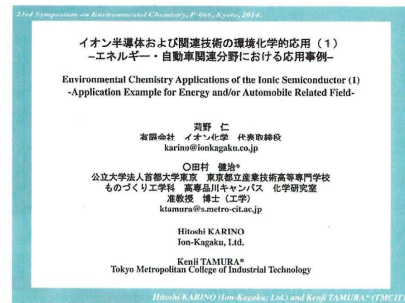 23rd Symposium on Environmental Chemistry, P-066, Kyoto, 2014.
イオン半導体および関連技術の環境化学的応用（1）
–エネルギー・自動車関連分野における応用事例–
Environmental Chemistry Applications of the Ionic Semiconductor (1)
-Application Example for Energy and/or Automobile Related Field-
苅野 仁
有限会社 イオン化学 代表取締役
karino@ionkagaku.co.jp
〇田村 健治*
公立大学法人首都大学東京 東京都立産業技術高等専門学校
ものづくり工学科 高専品川キャンパス 化学研究室
准教授 博士（工学）
ktamura@s.metro-cit.ac.jp
Hitoshi KARINO
Ion-Kagaku, Ltd.
Kenji TAMURA*
Tokyo Metropolitan College of Industrial Technology
Hitoshi KARINO (Ion-Kagaku; Ltd.) and Kenji TAMURA* (TMCIT)